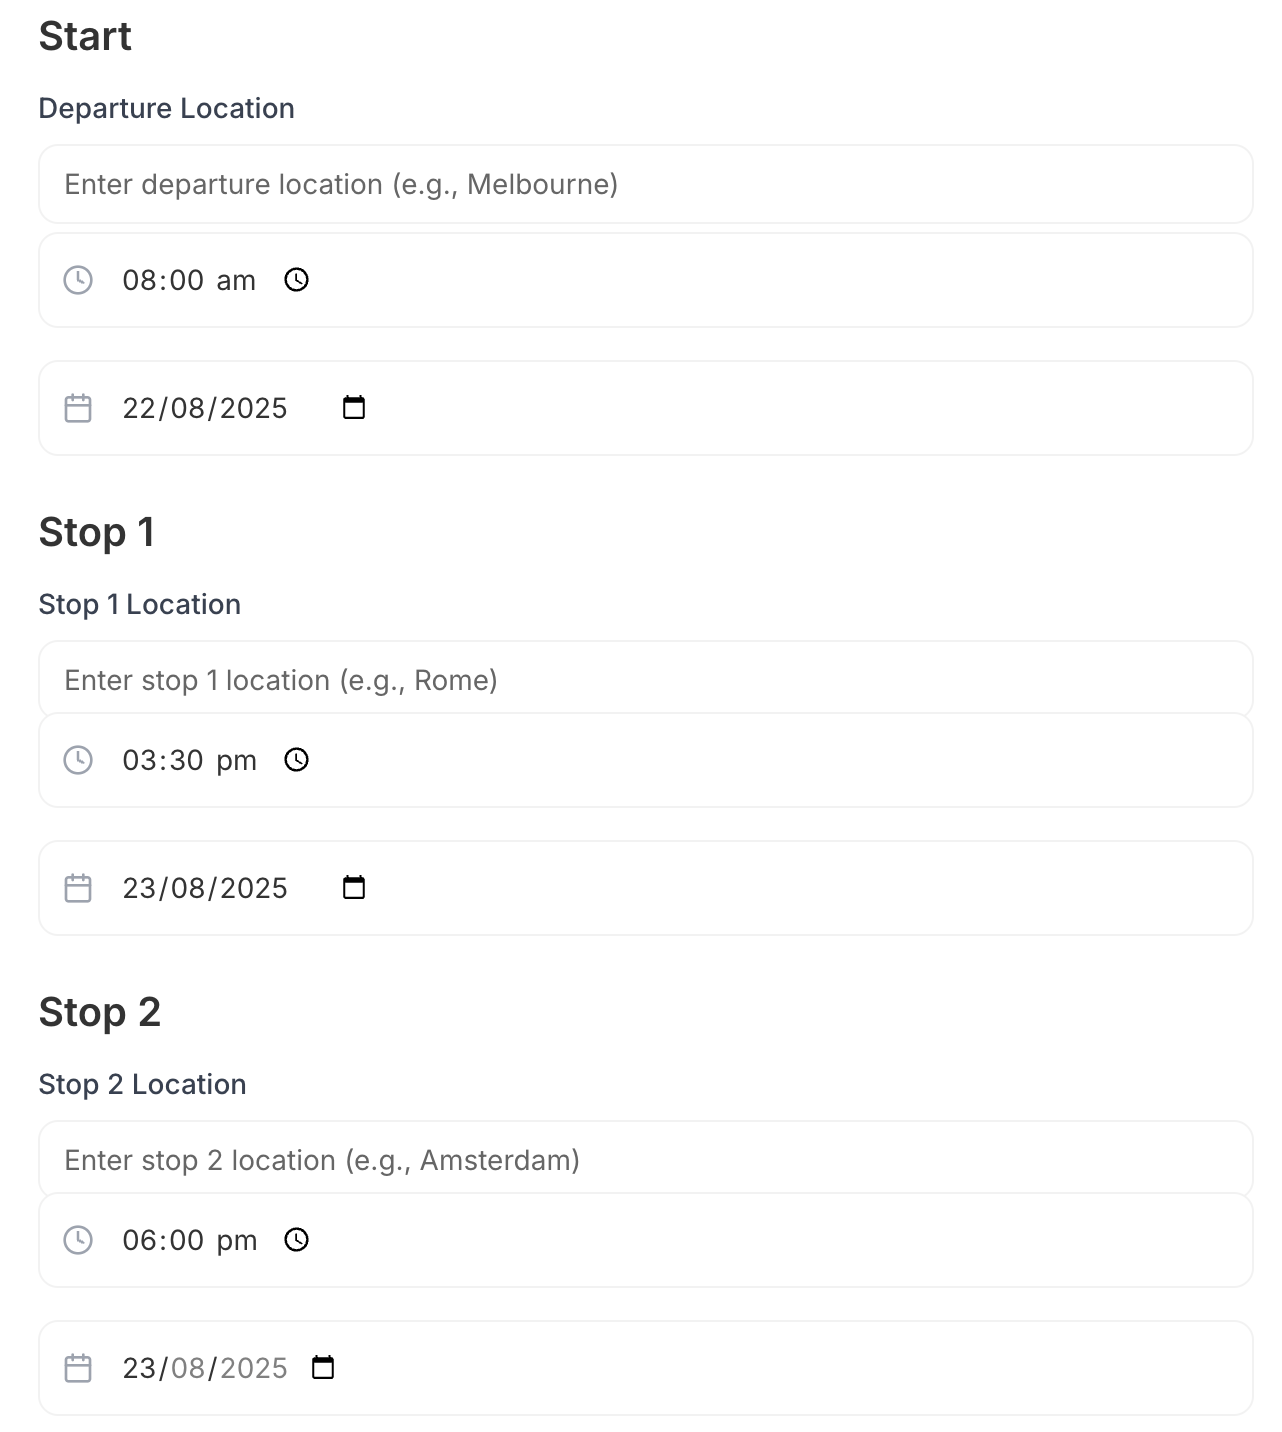 Start
Departure Location
Enter departure location (e.g., Melbourne)
08:00 am
22/08/2025
Stop 1
Stop 1 Location
Enter stop 1 location (e.g., Rome)
03:30 pm
23/08/2025
Stop 2
Stop 2 Location
Enter stop 2 location (e.g., Amsterdam)
06:00 pm
23/08/2025